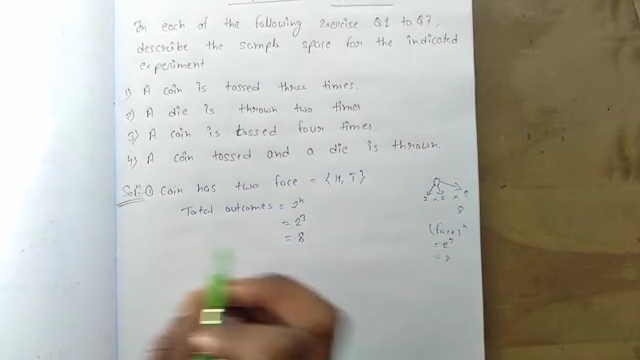 In each of the following Exercise Q1 to Q7,
describe the sample space for the indicated
experiment
1) A coin is tossed three times.
2) A die is thrown two times
3) A coin is tossed four times.
4) A coin tossed and a die is thrown.
Sol:-① Coin has two face = {H, T}
Total outcomes = 2ⁿ
= 2³
= 8
2 × 2 × 2
8
(face)ⁿ
= 2³
= 8